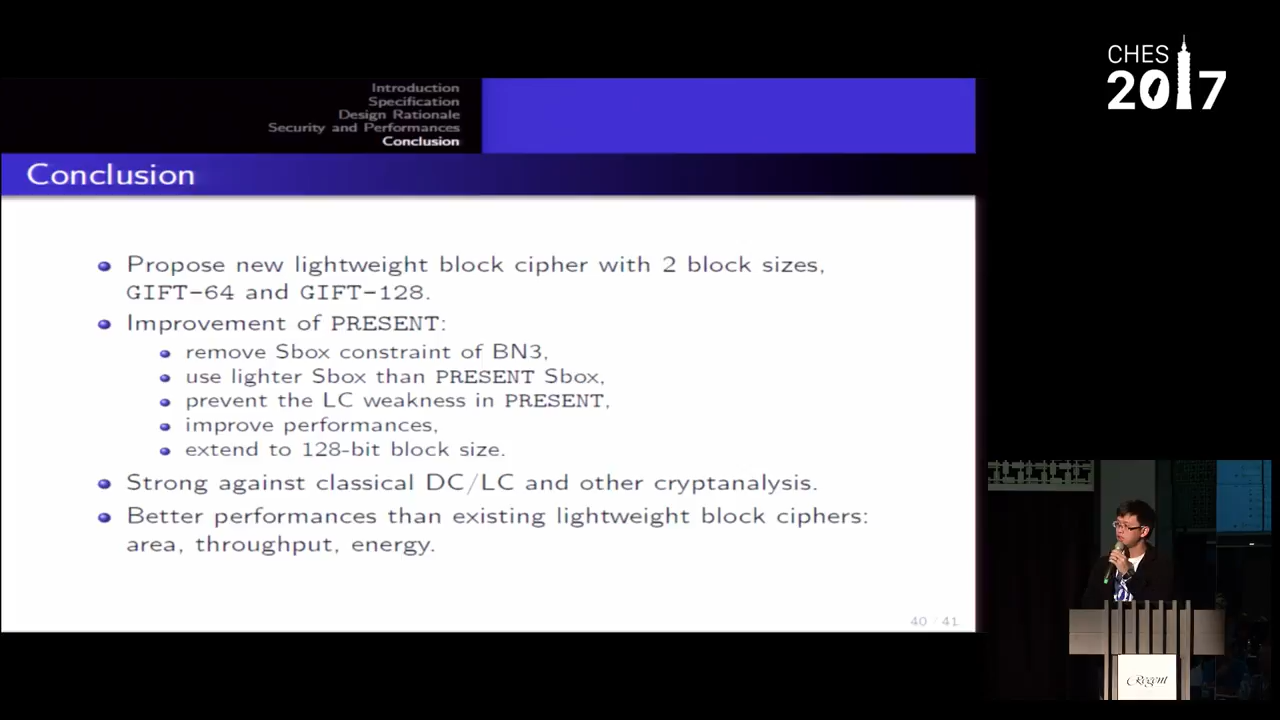 CHES
2017
Introduction
Specification
Design Rationale
Security and Performances
Conclusion
Conclusion
Propose new lightweight block cipher with 2 block sizes,
GIFT-64 and GIFT-128.
Improvement of PRESENT:
remove Sbox constraint of BN3,
use lighter Sbox than PRESENT Sbox,
prevent the LC weakness in PRESENT,
improve performances,
extend to 128-bit block size.
Strong against classical DC/LC and other cryptanalysis.
Better performances than existing lightweight block ciphers:
area, throughput, energy.
40 / 41
Regent